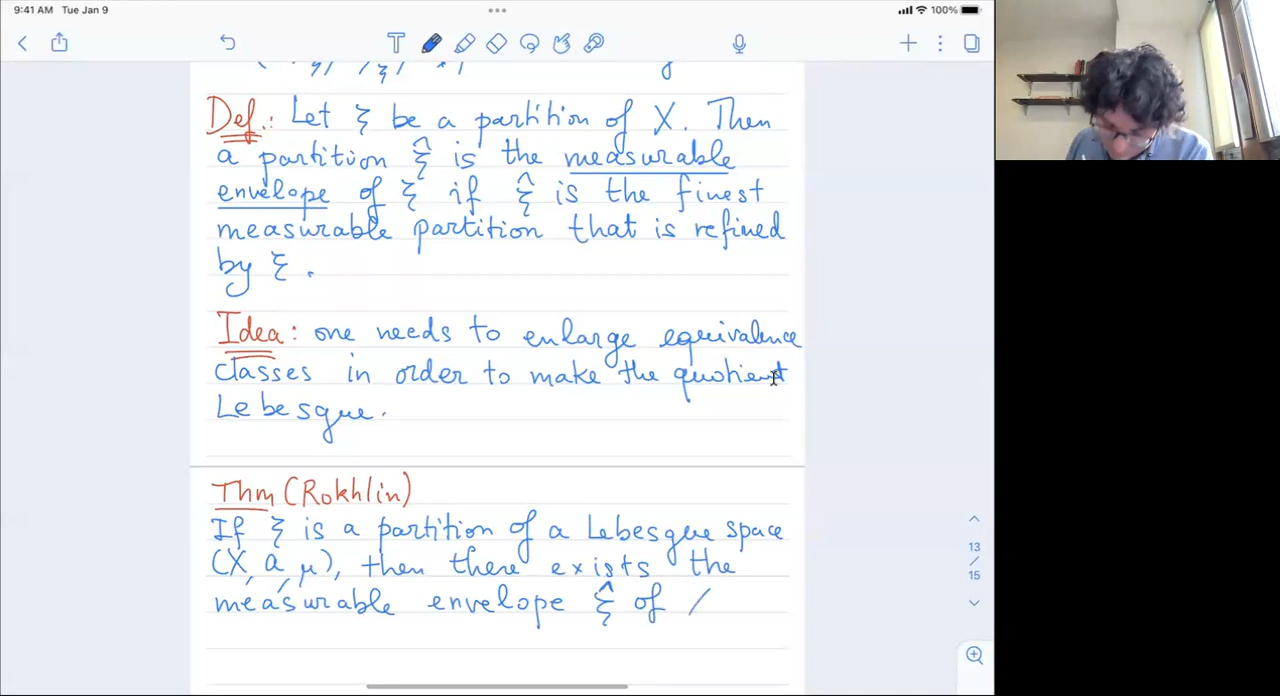 9:41 AM Tue Jan 9
100%
Def.: Let ξ be a partition of X. Then
a partition ξ̂ is the measurable
envelope of ξ if ξ̂ is the finest
measurable partition that is refined
by ξ.
Idea: one needs to enlarge equivalence
classes in order to make the quotient
Lebesgue.
Thm (Rokhlin)
If ξ is a partition of a Lebesgue space
(X, a, μ), then there exists the
measurable envelope ξ̂ of
13
/
15